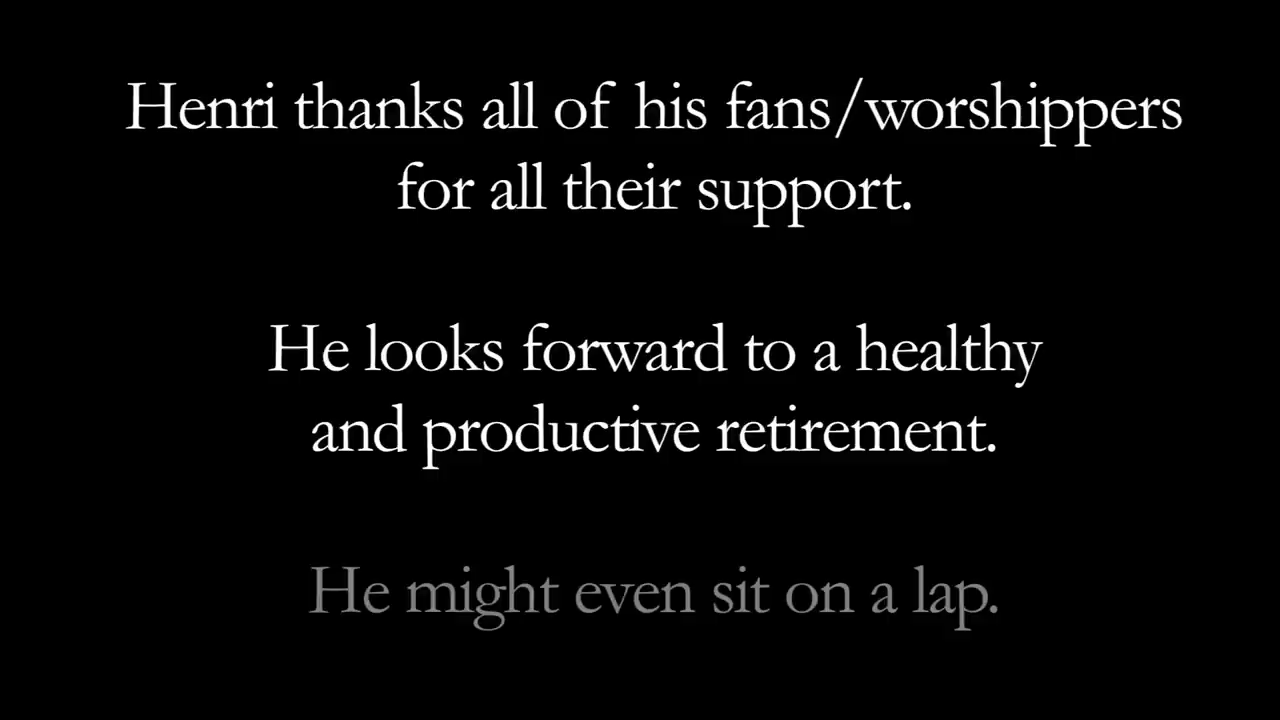 Henri thanks all of his fans/worshippers
for all their support.
He looks forward to a healthy
and productive retirement.
He might even sit on a lap.